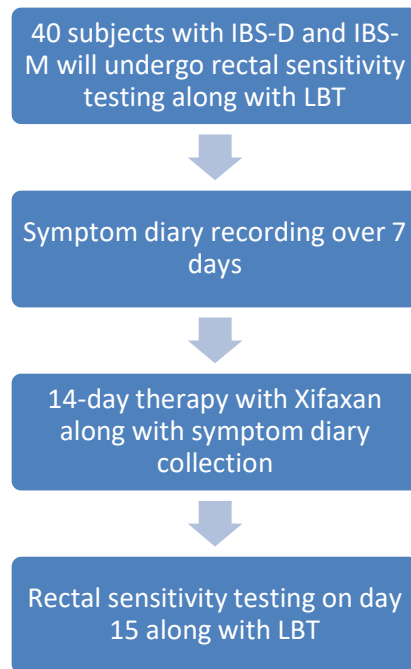 40 subjects with IBS-D and IBS-
M will undergo rectal sensitivity
testing along with LBT
Symptom diary recording over 7
days
14-day therapy with Xifaxan
along with symptom diary
collection
Rectal sensitivity testing on day
15 along with LBT